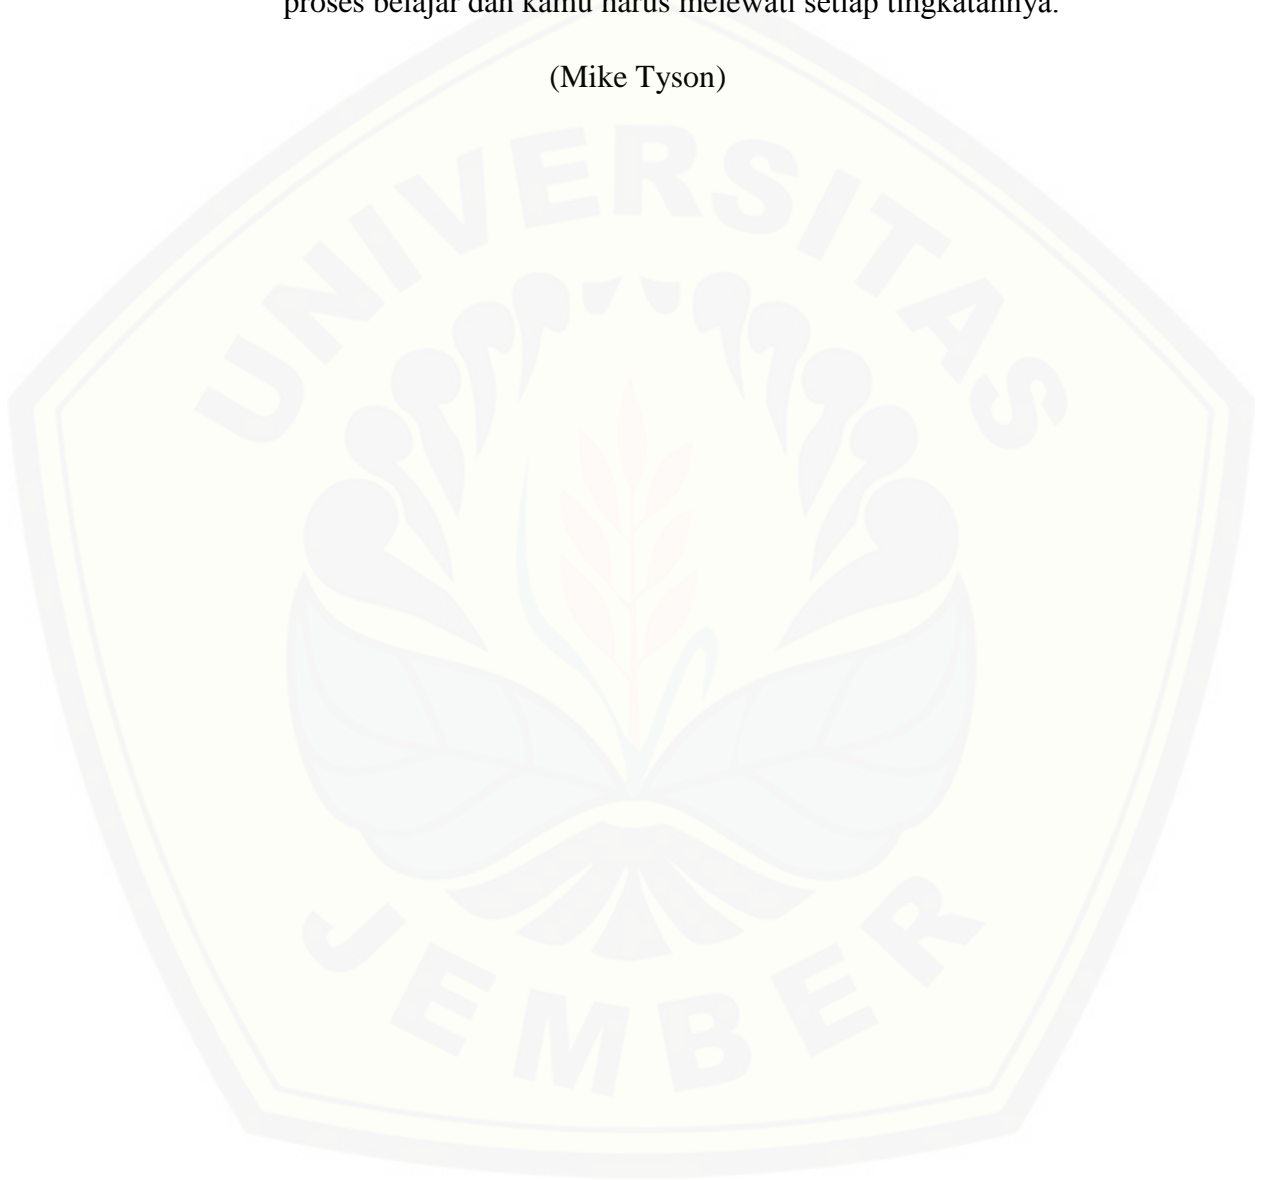 proses belajar dan kamu harus melewati setiap tingkatannya.
(Mike Tyson)
UNIVERSITAS
JEMBER